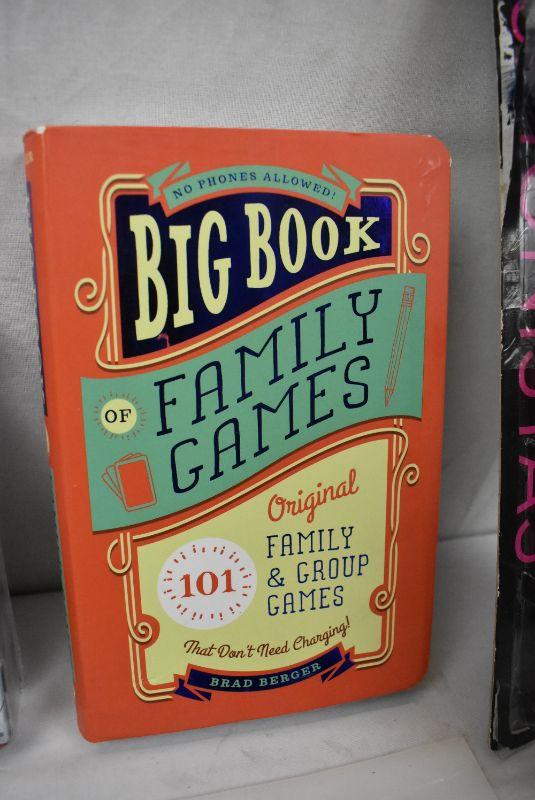 NO PHONES ALLOWED!
BIG BOOK
OF
FAMILY
GAMES
Original
101
FAMILY
& GROUP
GAMES
That Don't Need Charging!
BRAD BERGER